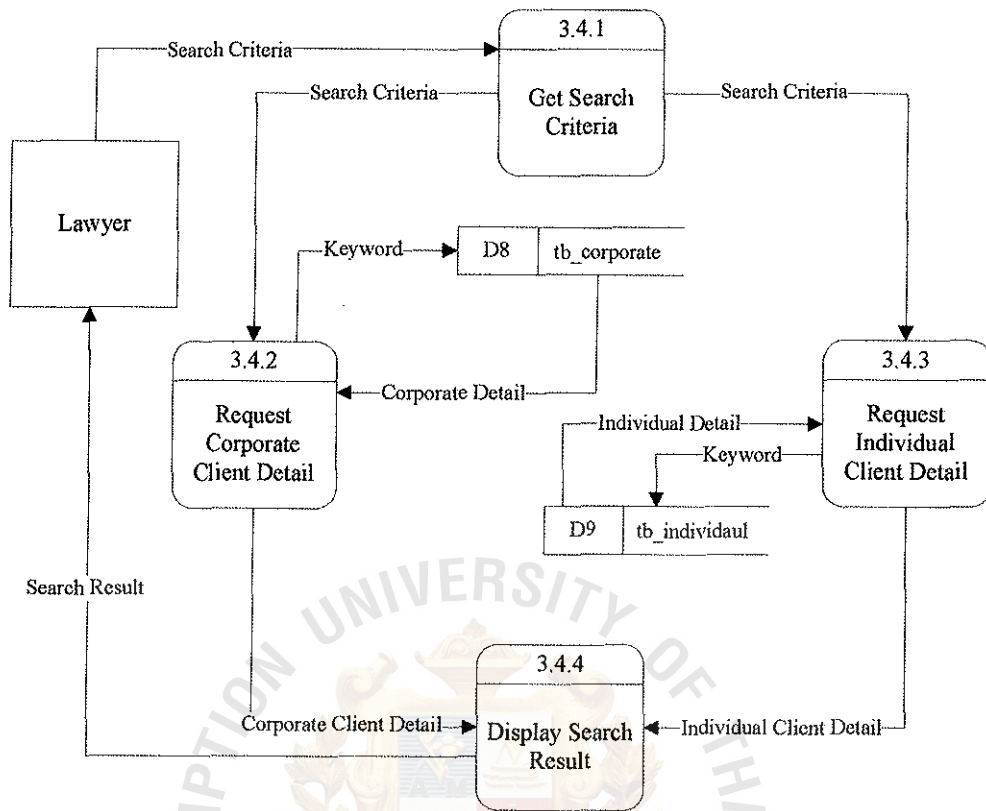 3.4.1
Search Criteria
Search Criteria
Get Search
Criteria
Search Criteria
Lawyer
Keyword
D8
tb_corporate
3.4.2
3.4.3
Corporate Detail
Request
Corporate
Client Detail
Individual Detail
Request
Individual
Client Detail
Keyword
D9
tb_individaul
Search Result
UNIVERSITY OF
3.4.4
Corporate Client Detail
Display Search
Result
Individual Client Detail